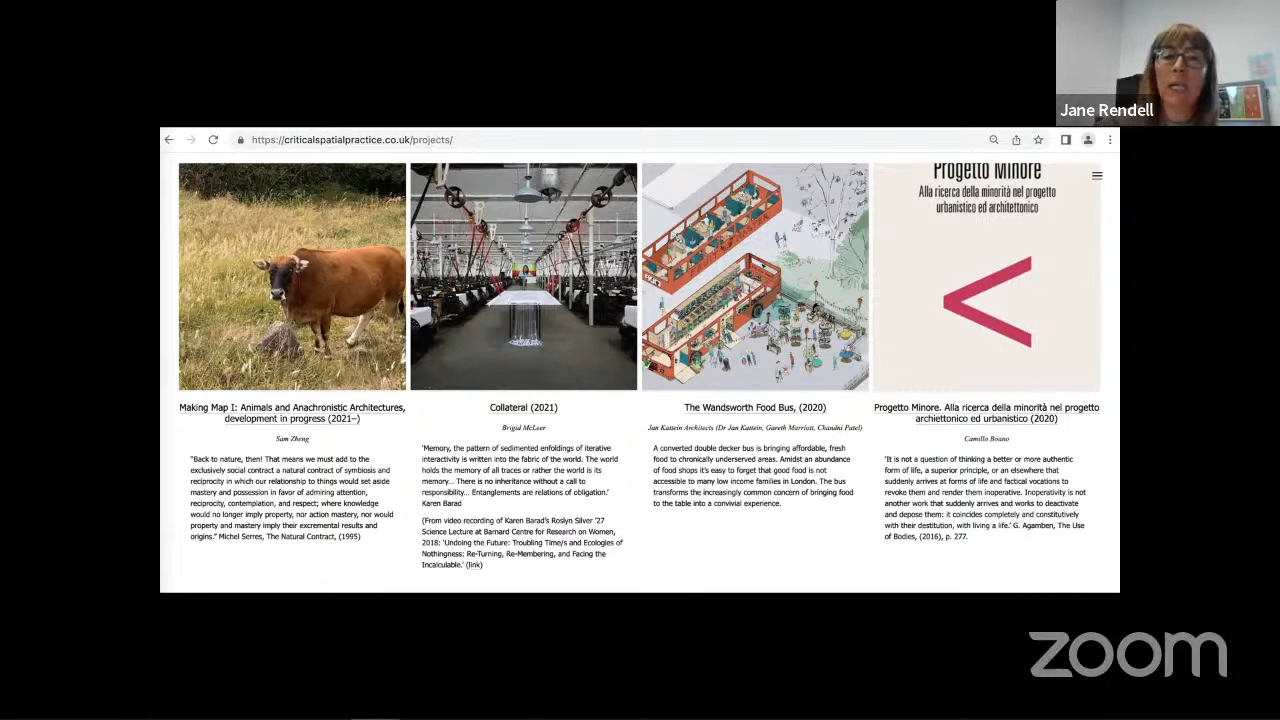 Jane Rendell
https://criticalspatialpractice.co.uk/projects/
Progetto Minore
Alla ricerca della minorità nel progetto
urbanistico ed architettonico
<
Making Map I: Animals and Anachronistic Architectures,
development in progress (2021–)
Sam Zheng
"Back to nature, then! That means we must add to the
exclusively social contract a natural contract of symbiosis and
reciprocity in which our relationship to things would set aside
mastery and possession in favor of admiring attention,
reciprocity, contemplation, and respect; where knowledge
would no longer imply property, nor action mastery, nor would
property and mastery imply their excremental results and
origins." Michel Serres, The Natural Contract, (1995)
Collateral (2021)
Brigid McLeer
'Memory, the pattern of sedimented enfoldings of iterative
interactivity is written into the fabric of the world. The world
holds the memory of all traces or rather the world is its
memory... There is no inheritance without a call to
responsibility... Entanglements are relations of obligation.'
Karen Barad
(From video recording of Karen Barad's Roslyn Silver '27
Science Lecture at Barnard Centre for Research on Women,
2018: 'Undoing the Future: Troubling Time/s and Ecologies of
Nothingness: Re-Turning, Re-Membering, and Facing the
Incalculable.' (link)
The Wandsworth Food Bus, (2020)
Jan Kattein Architects (Dr Jan Kattein, Gareth Marriott, Chandni Patel)
A converted double decker bus is bringing affordable, fresh
food to chronically underserved areas. Amidst an abundance
of food shops it's easy to forget that good food is not
accessible to many low income families in London. The bus
transforms the increasingly common concern of bringing food
to the table into a convivial experience.
Progetto Minore. Alla ricerca della minorità nel progetto
archiettonico ed urbanistico (2020)
Camillo Boano
'It is not a question of thinking a better or more authentic
form of life, a superior principle, or an elsewhere that
suddenly arrives at forms of life and factical vocations to
revoke them and render them inoperative. Inoperativity is not
another work that suddenly arrives and works to deactivate
and depose them: it coincides completely and constitutively
with their destitution, with living a life.' G. Agamben, The Use
of Bodies, (2016), p. 277.
zoom